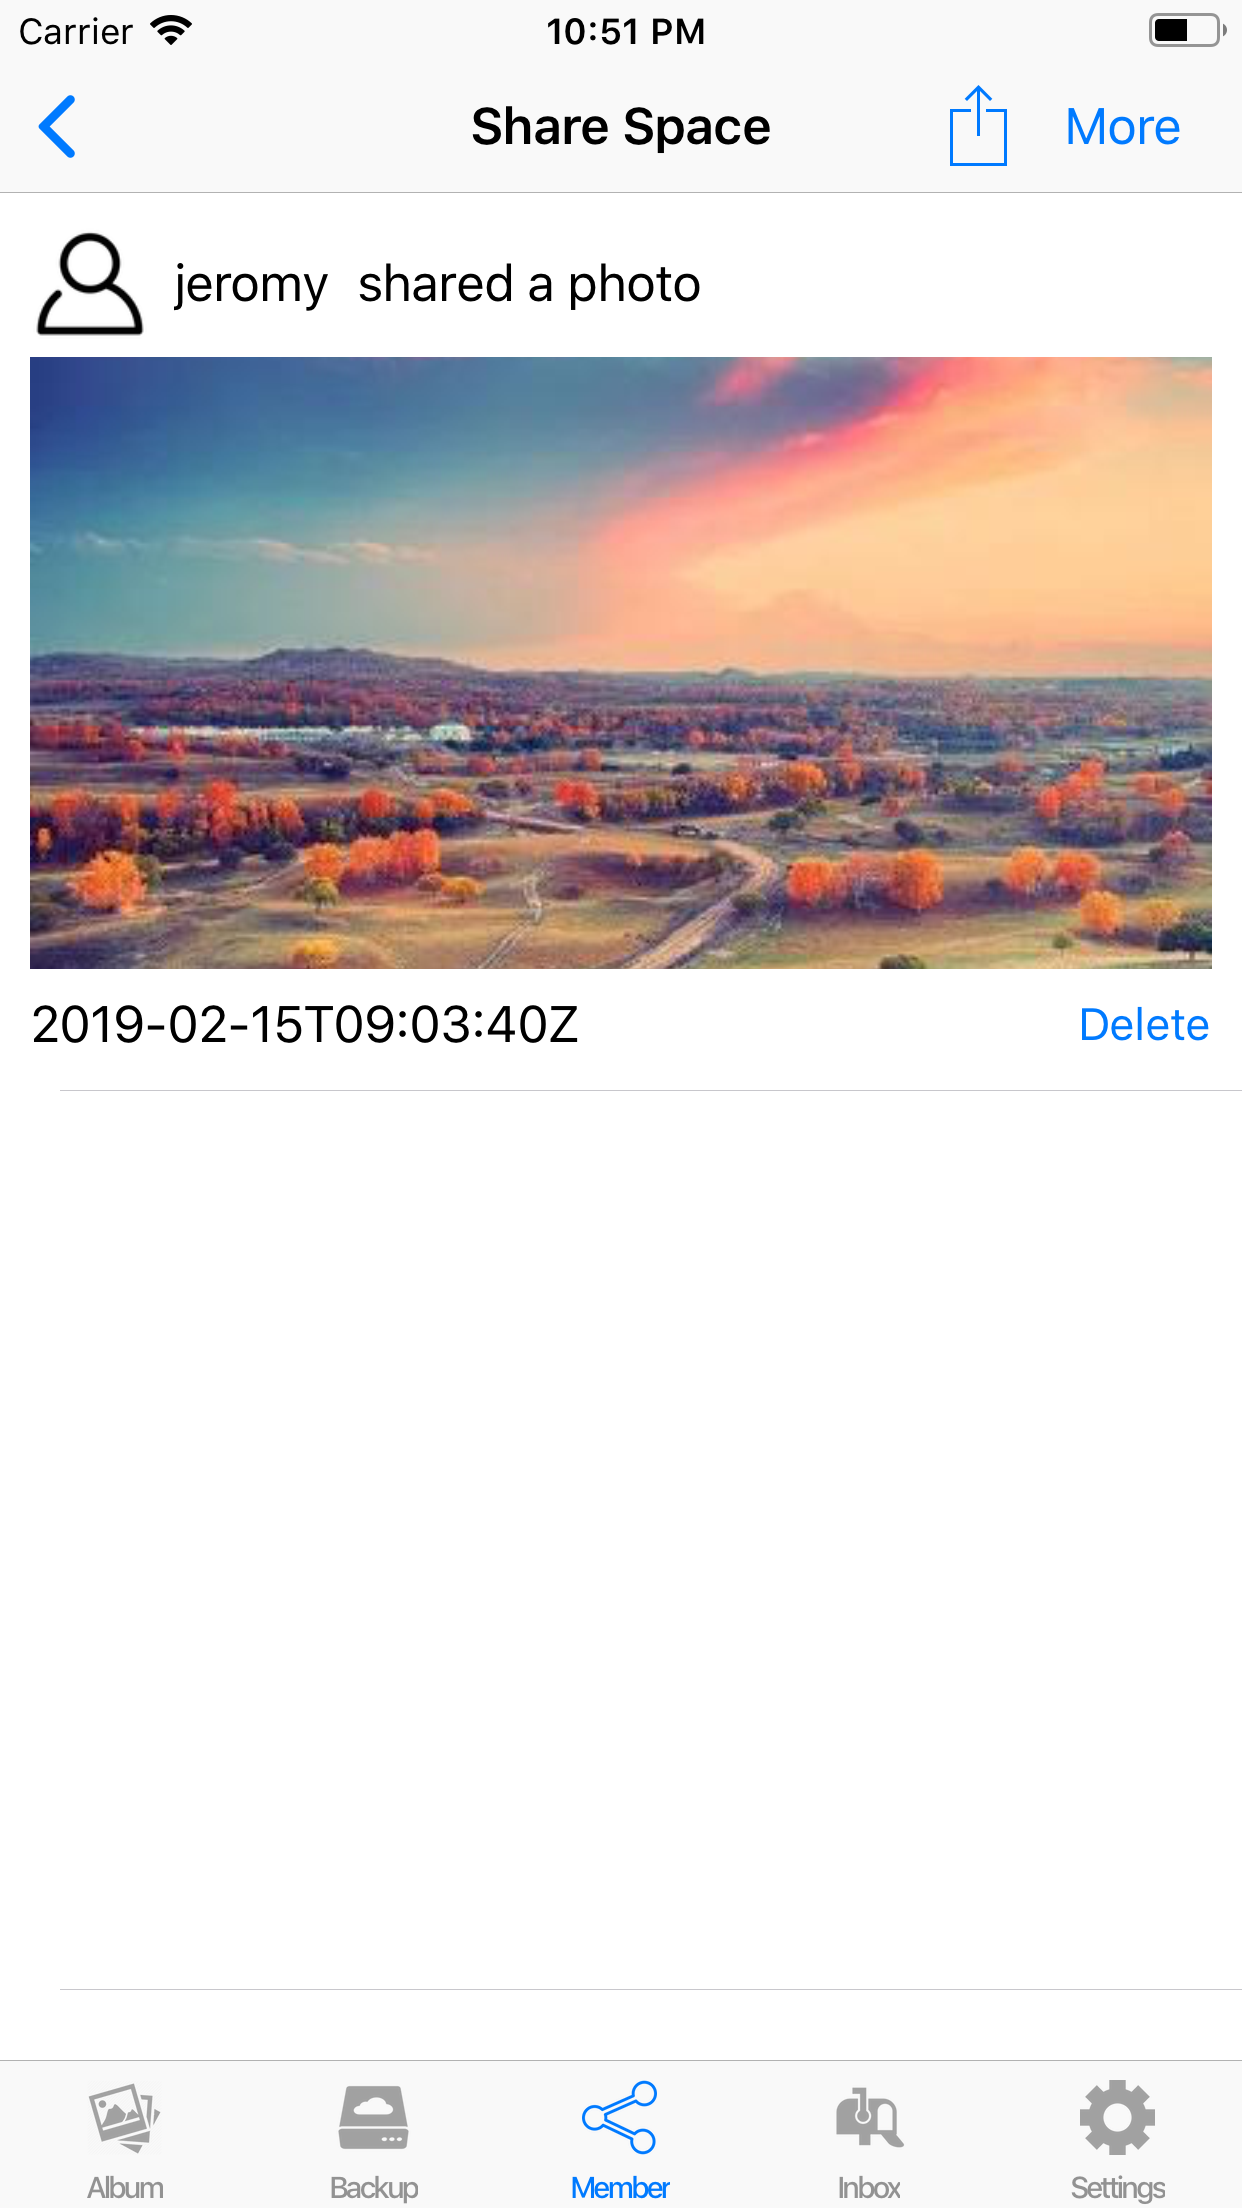 Carrier 10:51 PM
Share Space More
jeromy shared a photo
2019-02-15T09:03:40Z Delete
Album Backup Member Inbox Settings